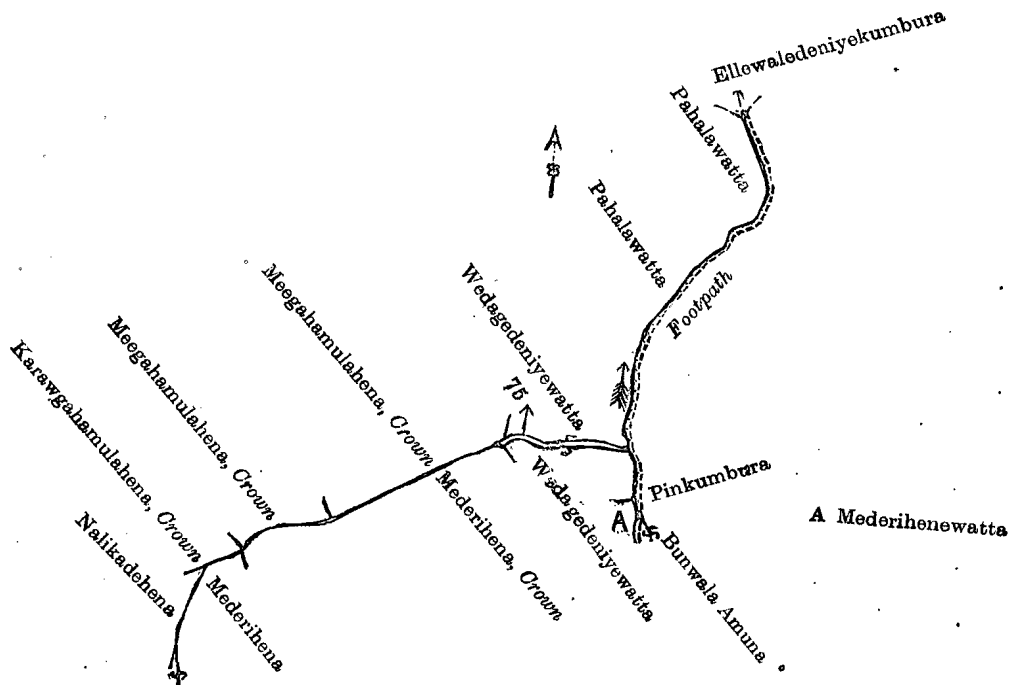 Ellewaledeniyekumbura
Pahalawatta
Pahalawatta
Footpath
Wedagedeniyewatta
75
Meegahamulahena, Crown
Meegahamulahena, Crown
Karawgahamulahena, Crown
Nalikadehena
Mederihena
Mederihena, Crown
Wedagedeniyewatta
Pinkumbura
A
Bunwala Amuna
A Mederihenewatta